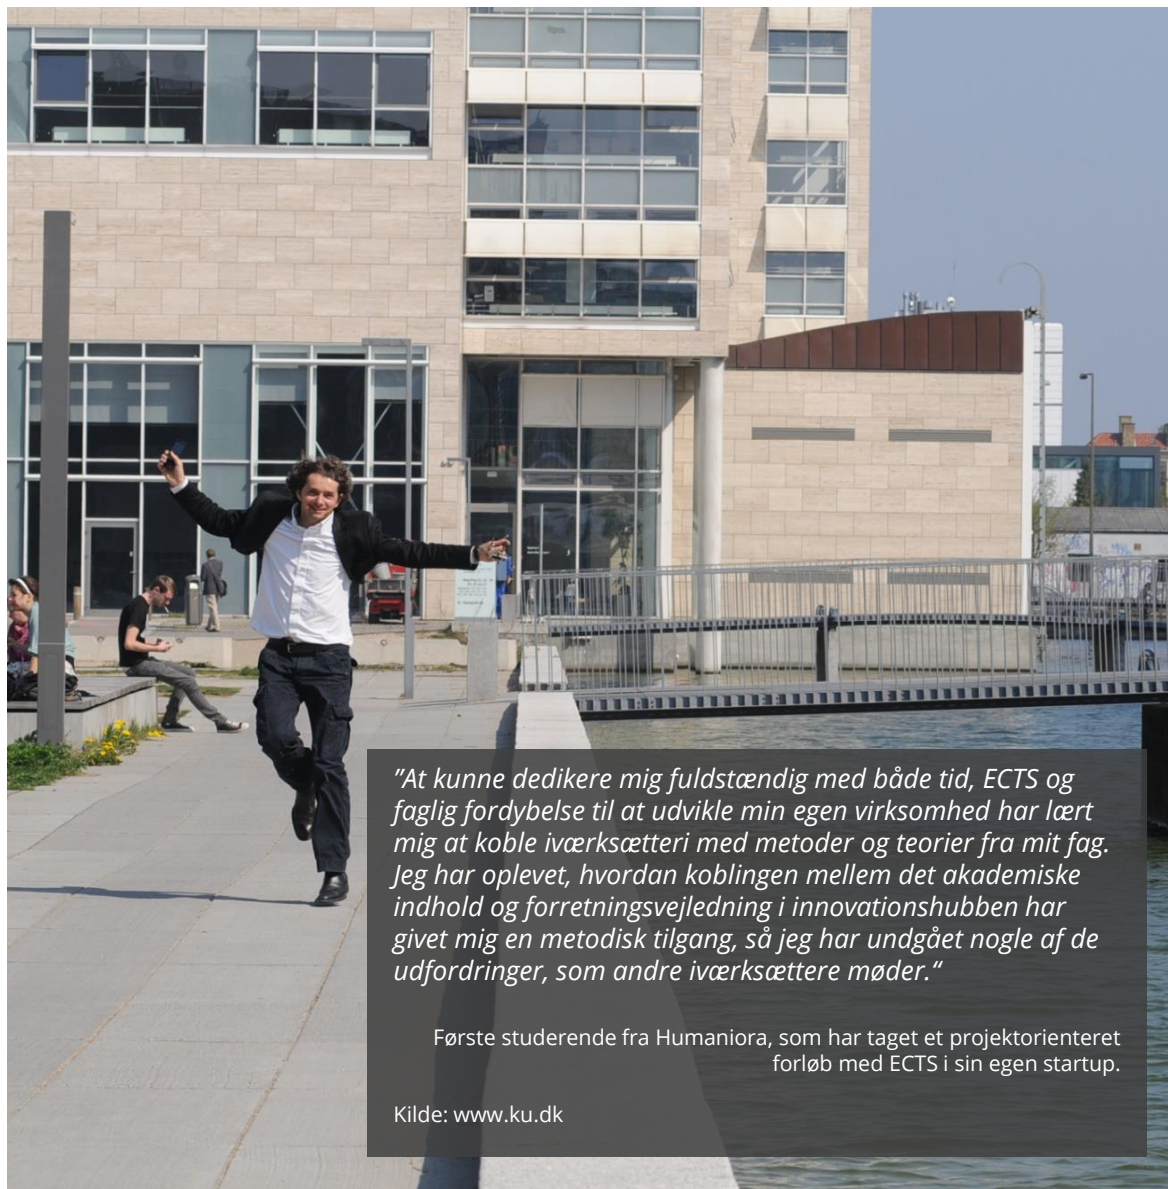 ”At kunne dedikere mig fuldstændig med både tid, ECTS og
faglig fordybelse til at udvikle min egen virksomhed har lært
mig at koble iværksætteri med metoder og teorier fra mit fag.
Jeg har oplevet, hvordan koblingen mellem det akademiske
indhold og forretningsvejledning i innovationshubben har
givet mig en metodisk tilgang, så jeg har undgået nogle af de
udfordringer, som andre iværksættere møder.“
Første studerende fra Humaniora, som har taget et projektorienteret
forløb med ECTS i sin egen startup.
Kilde: www.ku.dk